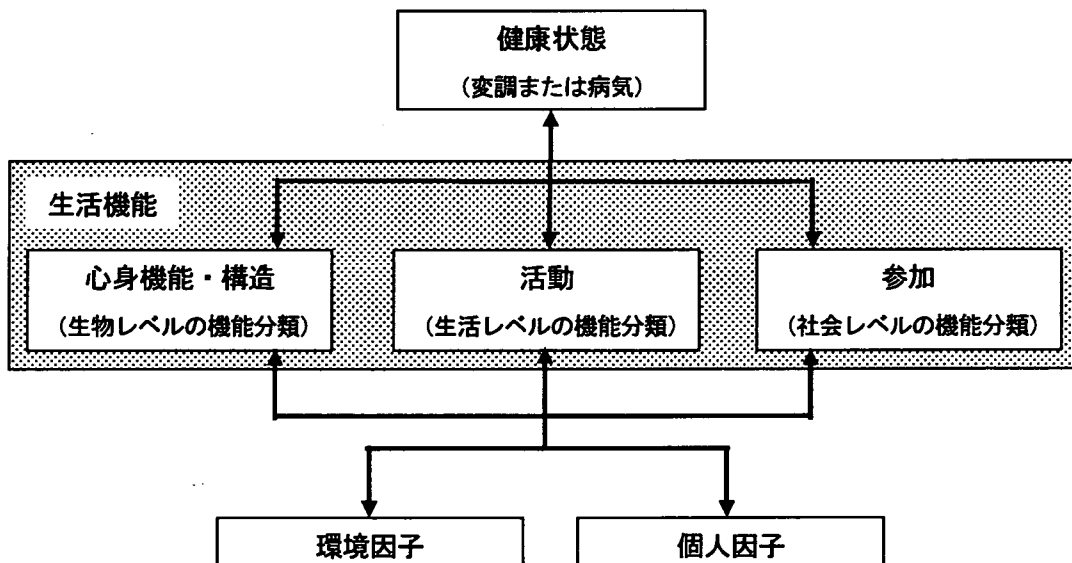 健康状態
（変調または病気）
生活機能
心身機能・構造
（生物レベルの機能分類）
活動
（生活レベルの機能分類）
参加
（社会レベルの機能分類）
環境因子
個人因子